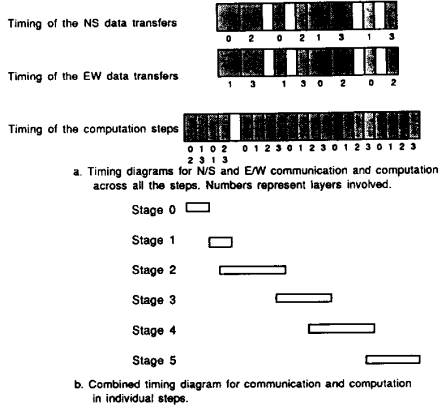 Timing of the NS data transfers
0 2 0 2 1 3 1 3
Timing of the EW data transfers
1 3 1 3 0 2 0 2
Timing of the computation steps
0 1 0 2 0 1 2 3 0 1 2 3 0 1 2 3 0 1 2 3
2 3 1 3
a. Timing diagrams for N/S and E/W communication and computation
across all the steps. Numbers represent layers involved.
Stage 0
Stage 1
Stage 2
Stage 3
Stage 4
Stage 5
b. Combined timing diagram for communication and computation
in individual steps.